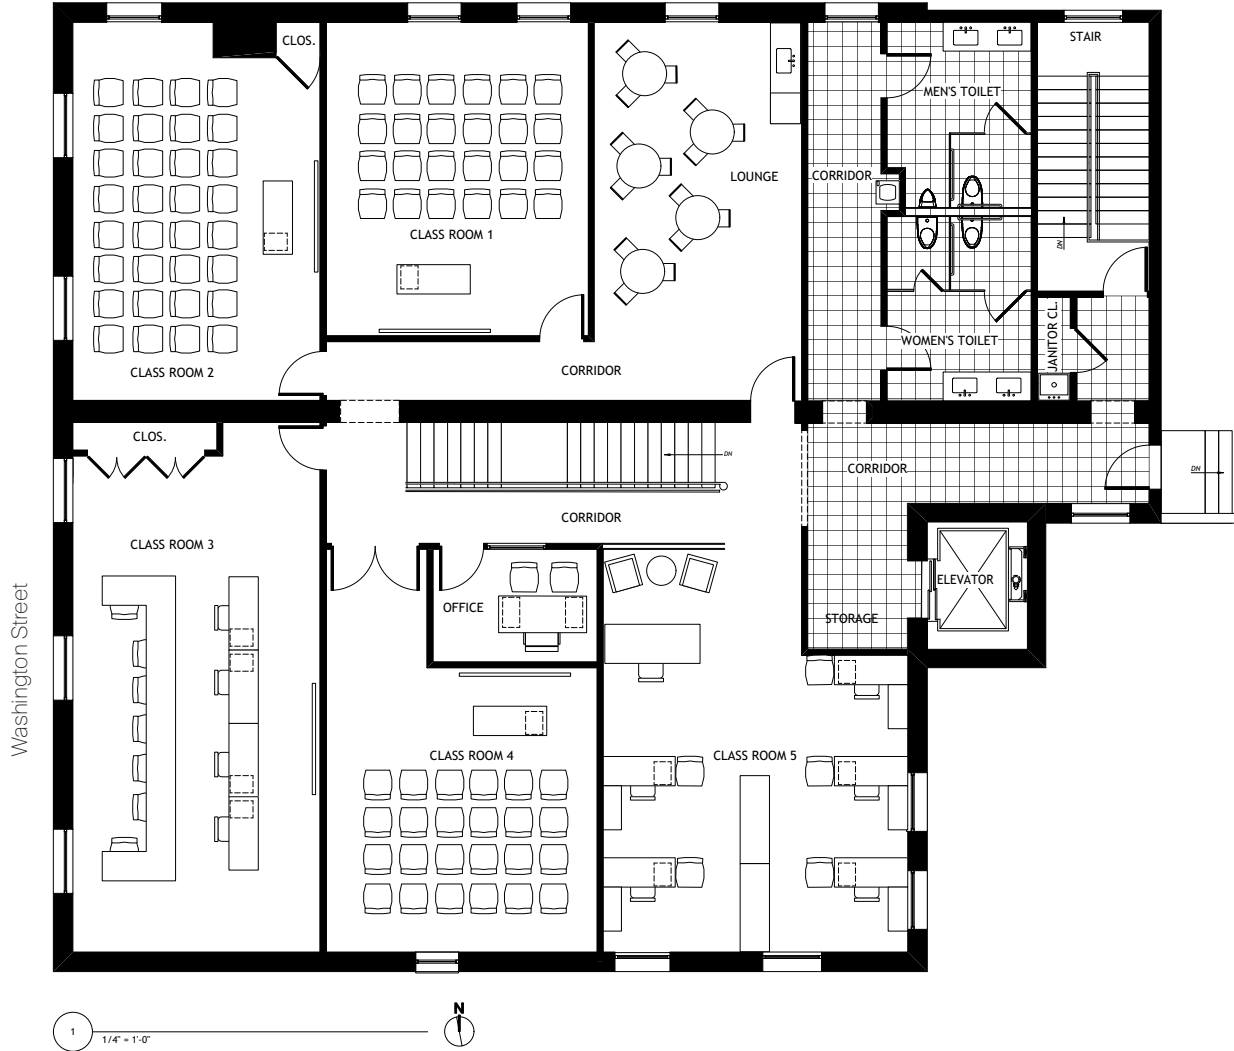 CLOS.
STAIR
MEN'S TOILET
LOUNGE
CORRIDOR
CLASS ROOM 1
DN
JANITOR CL.
WOMEN'S TOILET
CLASS ROOM 2
CORRIDOR
CLOS.
DN
CORRIDOR
DN
CORRIDOR
CLASS ROOM 3
ELEVATOR
OFFICE
STORAGE
Washington Street
CLASS ROOM 4
CLASS ROOM 5
N
1
1/4" = 1'-0"